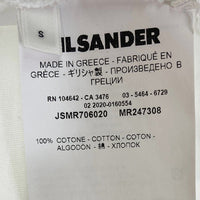 S
JIL SANDER
MADE IN GREECE - FABRIQUÉ EN
GRÈCE - ギリシャ製 - ПРОИЗВЕДЕНО В
ГРЕЦИИ
RN 104642 - CA 3476 03 - 5464 - 6729
02 2020-0160554
JSMR706020 MR247308
100% COTONE - COTTON - COTON -
ALGODÓN - 綿 - ХЛОПОК